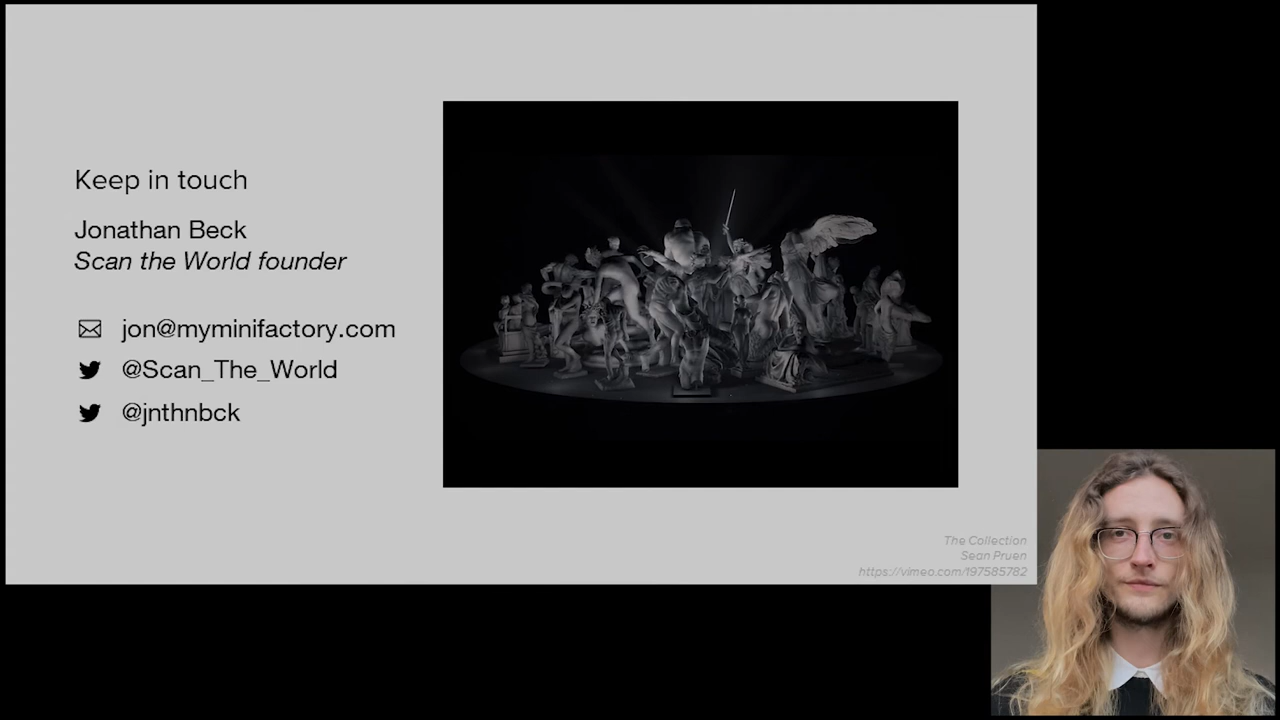 Keep in touch
Jonathan Beck
Scan the World founder
jon@myminifactory.com
@Scan_The_World
@jnthnbck
The Collection
Sean Pruen
https://vimeo.com/197585782